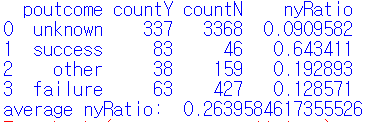 poutcome countY countN nyRatio
0 unknown 337 3368 0.0909582
1 success 83 46 0.643411
2 other 38 159 0.192893
3 failure 63 427 0.128571
average nyRatio: 0.2639584617355526